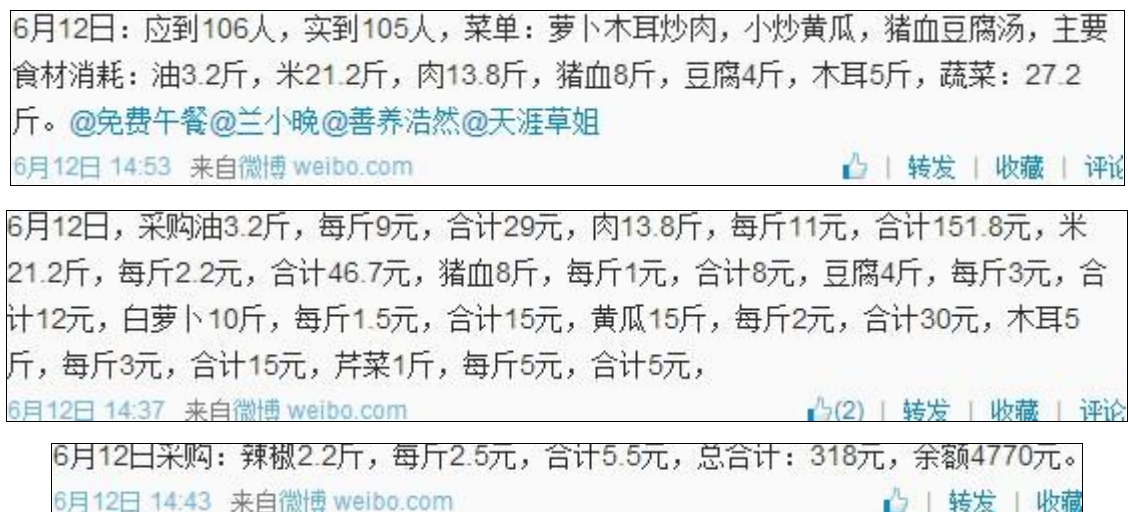 6月12日：应到106人，实到105人，菜单：萝卜木耳炒肉，小炒黄瓜，猪血豆腐汤，主要
食材消耗：油3.2斤，米21.2斤，肉13.8斤，猪血8斤，豆腐4斤，木耳5斤，蔬菜：27.2
斤。@免费午餐@兰小晚@善养浩然@天涯草姐
6月12日 14:53 来自微博 weibo.com | 转发 | 收藏 | 评论
6月12日，采购油3.2斤，每斤9元，合计29元，肉13.8斤，每斤11元，合计151.8元，米
21.2斤，每斤2.2元，合计46.7元，猪血8斤，每斤1元，合计8元，豆腐4斤，每斤3元，合
计12元，白萝卜10斤，每斤1.5元，合计15元，黄瓜15斤，每斤2元，合计30元，木耳5
斤，每斤3元，合计15元，芹菜1斤，每斤5元，合计5元，
6月12日 14:37 来自微博 weibo.com (2) | 转发 | 收藏 | 评论
6月12日采购：辣椒2.2斤，每斤2.5元，合计5.5元，总合计：318元，余额4770元。
6月12日 14:43 来自微博 weibo.com | 转发 | 收藏